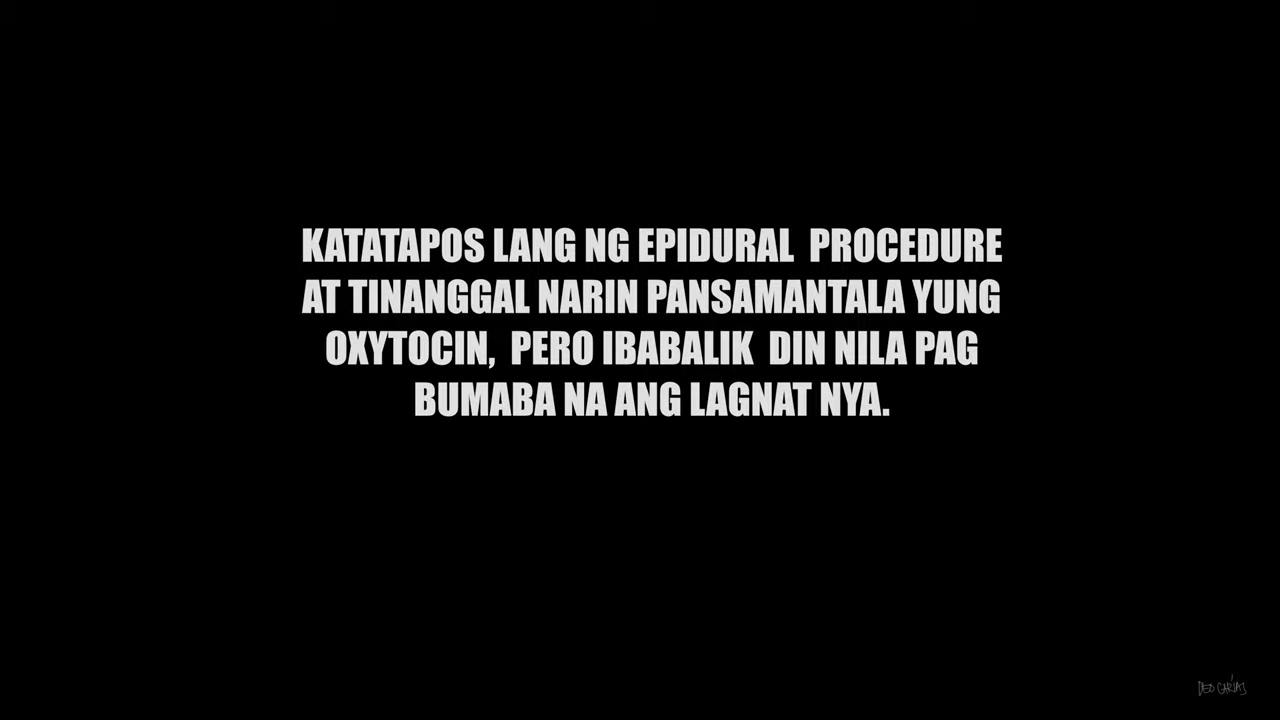 KATATAPOS LANG NG EPIDURAL PROCEDURE
AT TINANGGAL NARIN PANSAMANTALA YUNG
OXYTOCIN, PERO IBABALIK DIN NILA PAG
BUMABA NA ANG LAGNAT NYA.